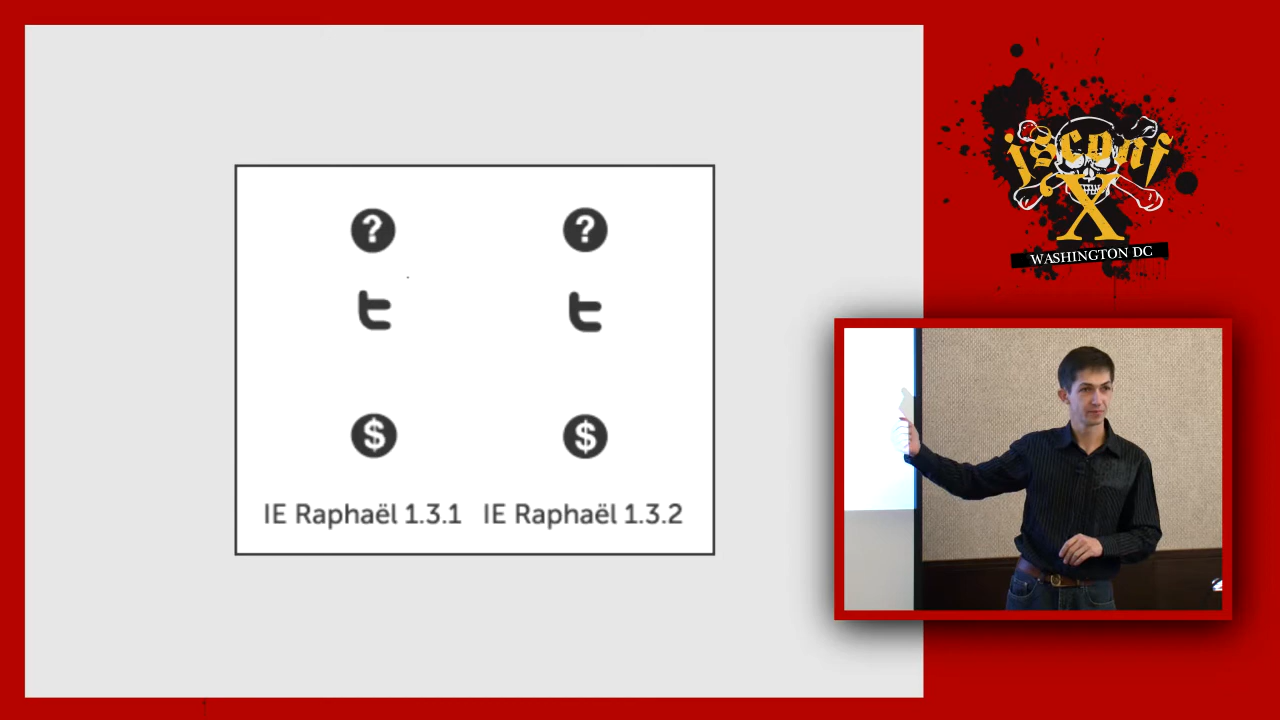 ? ?
t t
$ $
IE Raphaël 1.3.1 IE Raphaël 1.3.2
jsconf
X
WASHINGTON DC